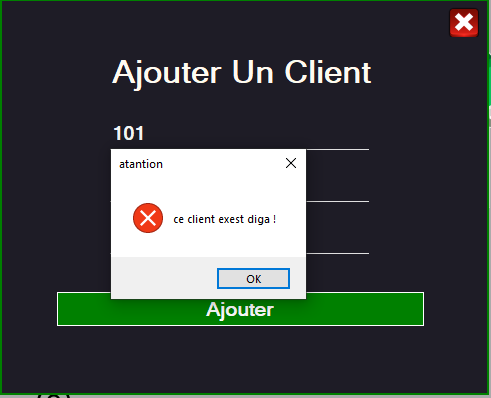 Ajouter Un Client
101
atantion
ce client exest diga !
OK
Ajouter